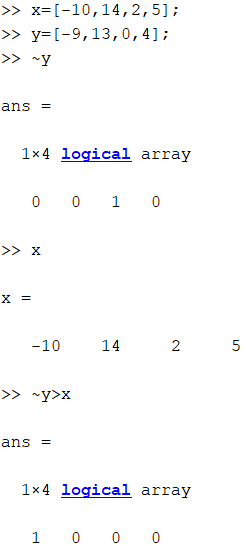 >> x=[-10,14,2,5];
>> y=[-9,13,0,4];
>> ~y
ans =
1×4 logical array
0 0 1 0
>> x
x =
-10 14 2 5
>> ~y>x
ans =
1×4 logical array
1 0 0 0